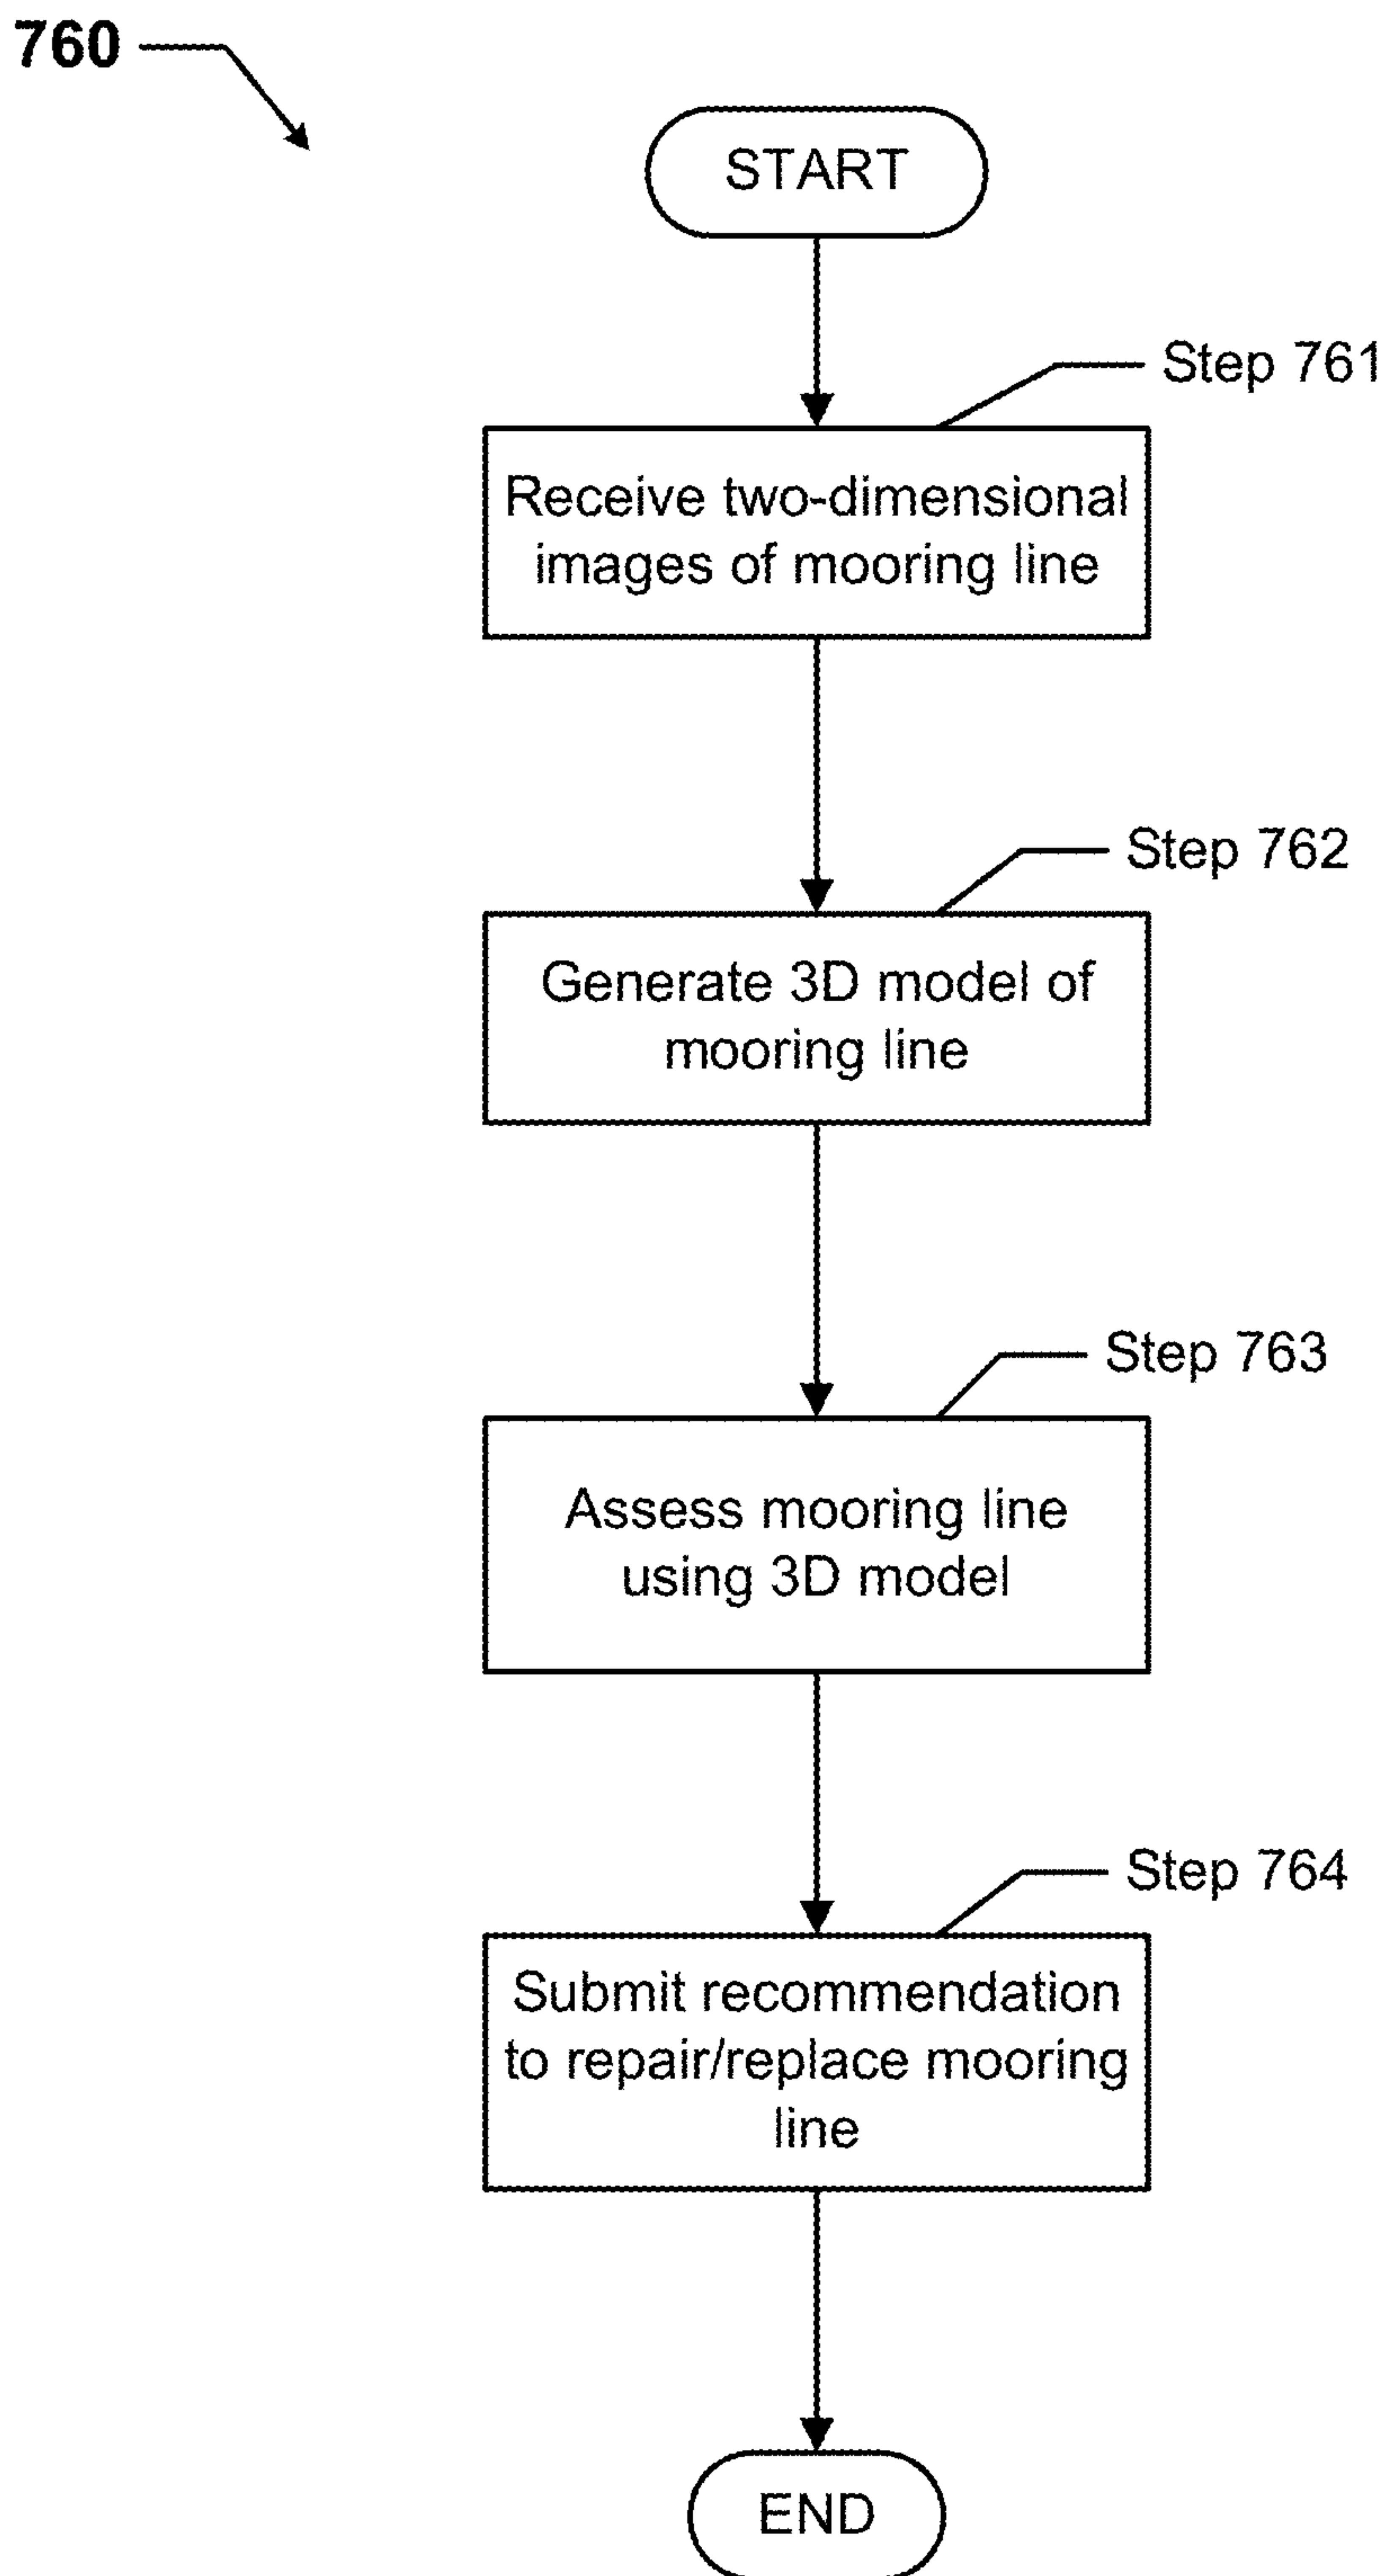 760
START
Step 761
Receive two-dimensional
images of mooring line
Step 762
Generate 3D model of
mooring line
Step 763
Assess mooring line
using 3D model
Step 764
Submit recommendation
to repair/replace mooring
line
END